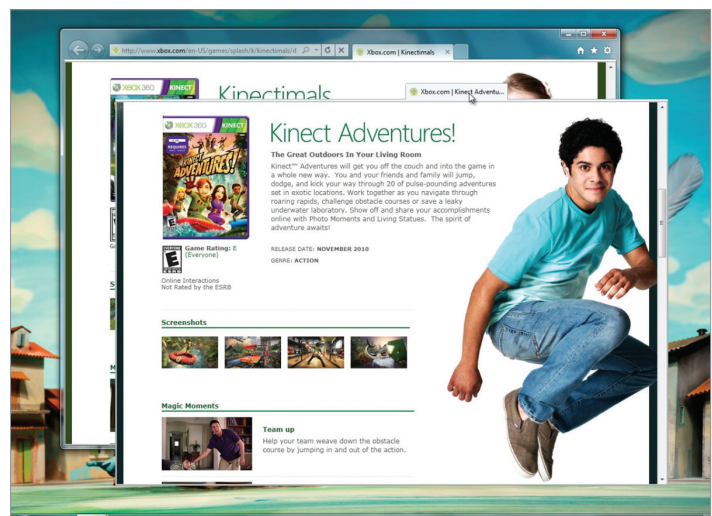 http://www.xbox.com/en-US/games/splash/k/kinectimals/d
Xbox.com | Kinectimals
Xbox.com | Kinect Adventu...
XBOX 360 KINECT
Kinectimals
XBOX 360 KINECT
REQUIRES
KINECT
ADVENTURES!
Kinect Adventures!
The Great Outdoors In Your Living Room
Kinect™ Adventures will get you off the couch and into the game in
a whole new way. You and your friends and family will jump,
dodge, and kick your way through 20 of pulse-pounding adventures
set in exotic locations. Work together as you navigate through
roaring rapids, challenge obstacle courses or save a leaky
underwater laboratory. Show off and share your accomplishments
online with Photo Moments and Living Statues. The spirit of
adventure awaits!
EVERYONE
E
ESRB
Game Rating: E
(Everyone)
RELEASE DATE: NOVEMBER 2010
GENRE: ACTION
Online Interactions
Not Rated by the ESRB
Screenshots
Magic Moments
Team up
Help your team weave down the obstacle
course by jumping in and out of the action.